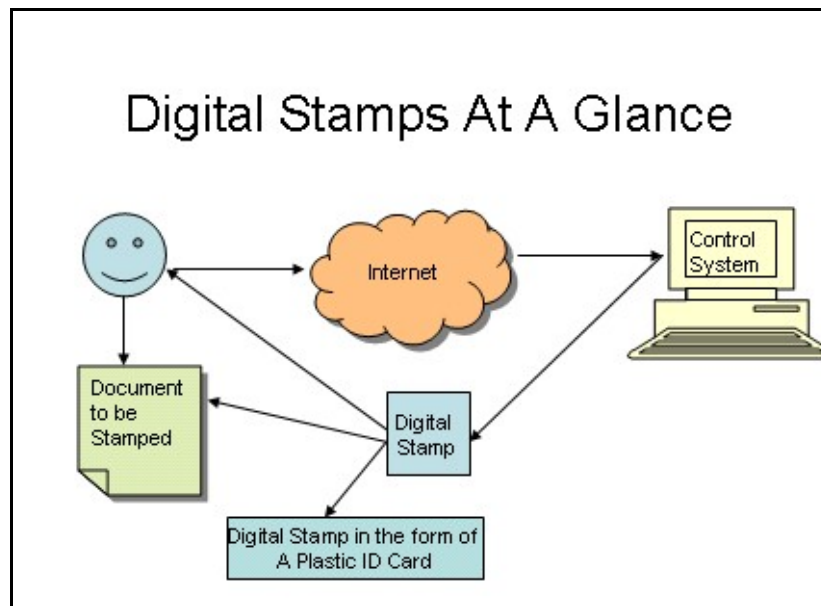 Digital Stamps At A Glance
Internet
Control
System
Document
to be
Stamped
Digital
Stamp
Digital Stamp in the form of
A Plastic ID Card